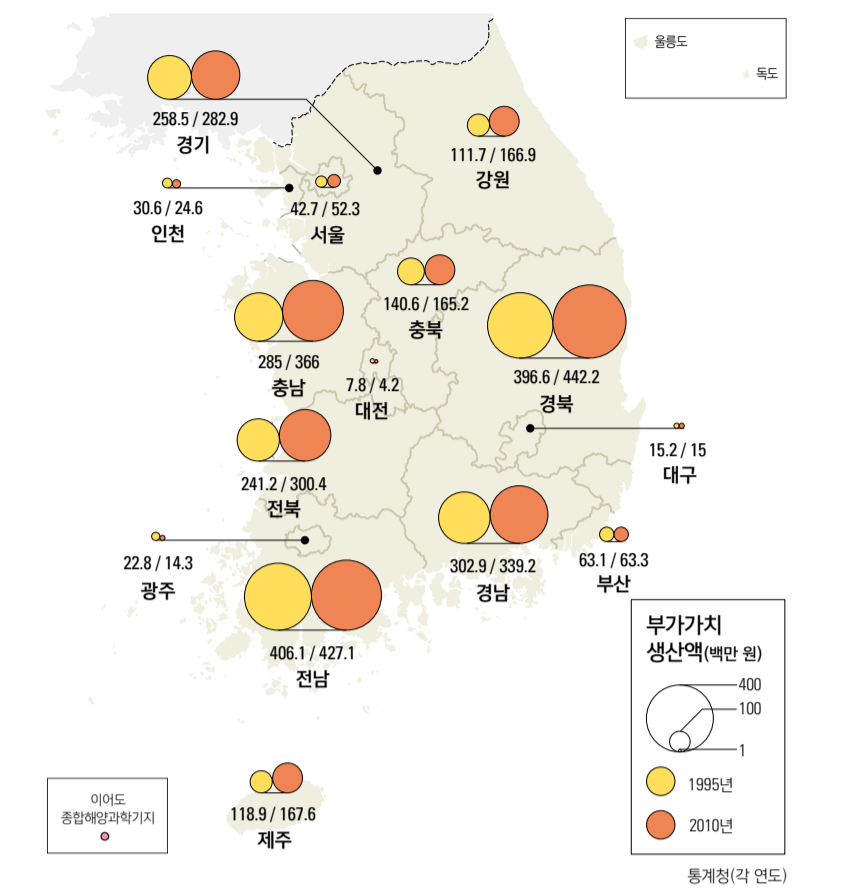 울릉도
독도
258.5 / 282.9
경기
111.7 / 166.9
강원
30.6 / 24.6
인천
42.7 / 52.3
서울
140.6 / 165.2
충북
285 / 366
충남
7.8 / 4.2
대전
396.6 / 442.2
경북
15.2 / 15
대구
241.2 / 300.4
전북
22.8 / 14.3
광주
302.9 / 339.2
경남
63.1 / 63.3
부산
406.1 / 427.1
전남
118.9 / 167.6
제주
이어도
종합해양과학기지
부가가치
생산액(백만 원)
400
100
1
1995년
2010년
통계청(각 연도)